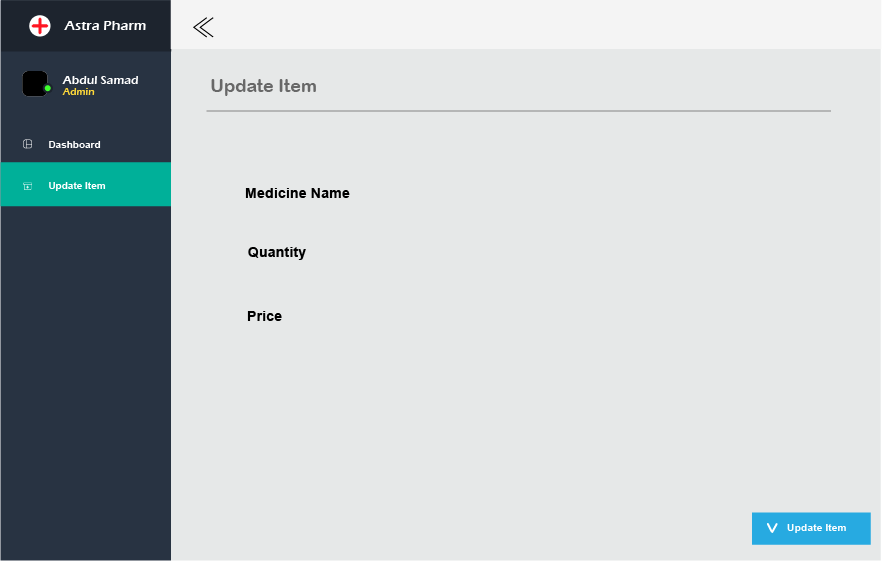 Astra Pharm
Abdul Samad
Admin
Dashboard
Update Item
Update Item
Medicine Name
Quantity
Price
Update Item